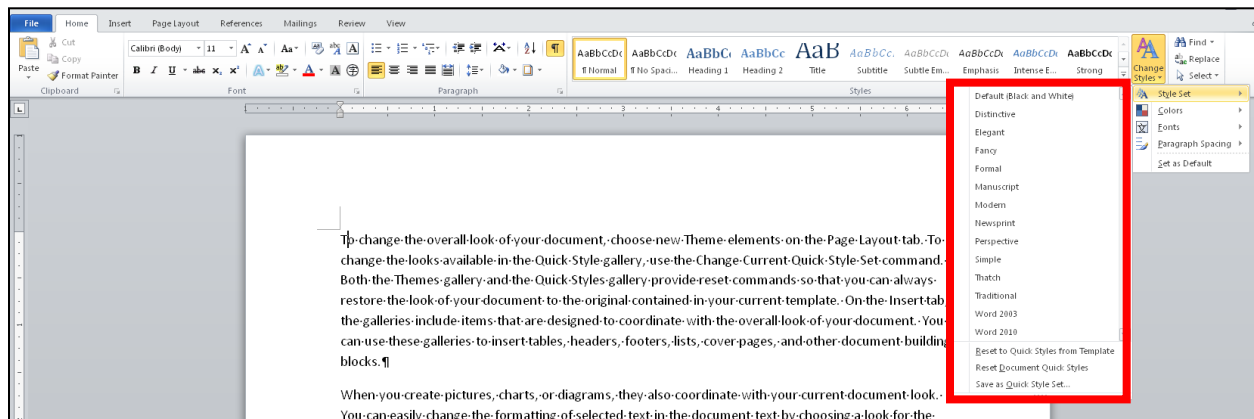 File Home Insert Page Layout References Mailings Review View
Cut
Copy
Paste
Format Painter
Clipboard
Calibri (Body) 11
Font
Paragraph
AaBbCcDc AaBbCcDc AaBbC AaBbCc AaB AaBbCc. AaBbCcDc AaBbCcDc AaBbCcDc AaBbCcDc
¶ Normal ¶ No Spaci... Heading 1 Heading 2 Title Subtitle Subtle Em... Emphasis Intense E... Strong
Styles
Change Styles
Find
Replace
Select
Style Set
Colors
Fonts
Paragraph Spacing
Set as Default
Default (Black and White)
Distinctive
Elegant
Fancy
Formal
Manuscript
Modern
Newsprint
Perspective
Simple
Thatch
Traditional
Word 2003
Word 2010
Reset to Quick Styles from Template
Reset Document Quick Styles
Save as Quick Style Set...
To·change·the·overall·look·of·your·document,·choose·new·Theme·elements·on·the·Page·Layout·tab.·To·
change·the·looks·available·in·the·Quick·Style·gallery,·use·the·Change·Current·Quick·Style·Set·command.·
Both·the·Themes·gallery·and·the·Quick·Styles·gallery·provide·reset·commands·so·that·you·can·always·
restore·the·look·of·your·document·to·the·original·contained·in·your·current·template.·On·the·Insert·tab,
the·galleries·include·items·that·are·designed·to·coordinate·with·the·overall·look·of·your·document.·You
can·use·these·galleries·to·insert·tables,·headers,·footers,·lists,·cover·pages,·and·other·document·building
blocks.¶
When·you·create·pictures,·charts,·or·diagrams,·they·also·coordinate·with·your·current·document·look.·
You·can·easily·change·the·formatting·of·selected·text·in·the·document·text·by·choosing·a·look·for·the·